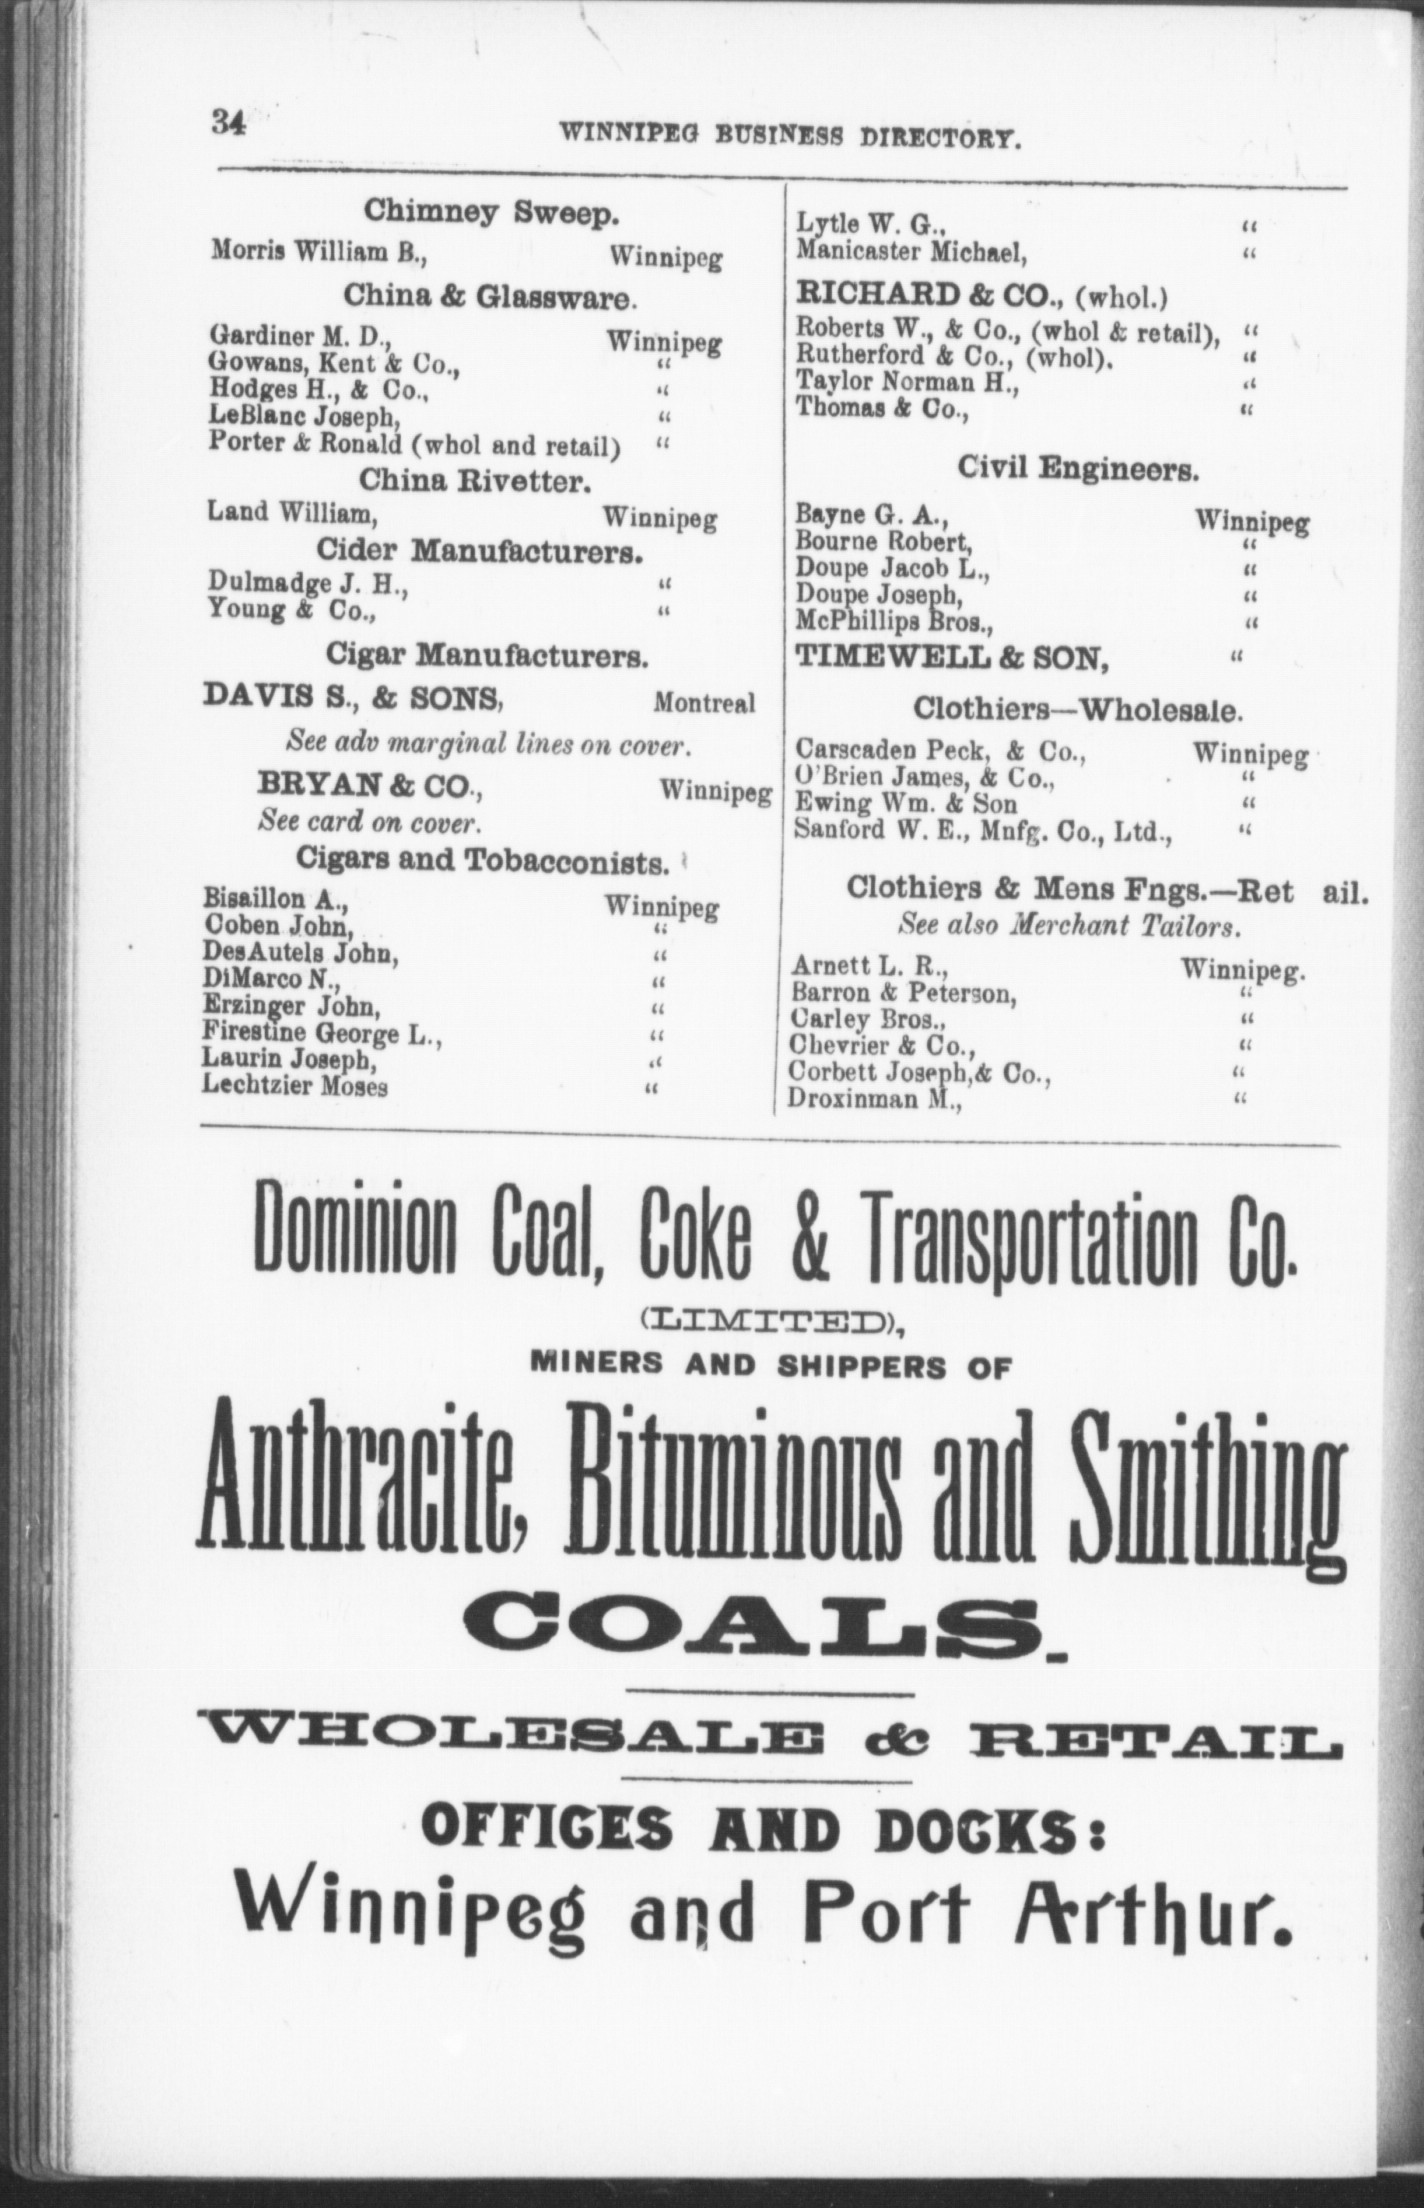 34
WINNIPEG BUSINESS DIRECTORY.
Chimney Sweep.
Morris William B., Winnipeg
China & Glassware.
Gardiner M. D., Winnipeg
Gowans, Kent & Co., "
Hodges H., & Co., "
LeBlanc Joseph, "
Porter & Ronald (whol and retail) "
China Rivetter.
Land William, Winnipeg
Cider Manufacturers.
Dulmadge J. H., "
Young & Co., "
Cigar Manufacturers.
DAVIS S., & SONS, Montreal
See adv marginal lines on cover.
BRYAN & CO., Winnipeg
See card on cover.
Cigars and Tobacconists.
Bisaillon A., Winnipeg
Coben John, "
DesAutels John, "
DiMarco N., "
Erzinger John, "
Firestine George L., "
Laurin Joseph, "
Lechtzier Moses "
Lytle W. G., "
Manicaster Michael, "
RICHARD & CO., (whol.)
Roberts W., & Co., (whol & retail), "
Rutherford & Co., (whol). "
Taylor Norman H., "
Thomas & Co., "
Civil Engineers.
Bayne G. A., Winnipeg
Bourne Robert, "
Doupe Jacob L., "
Doupe Joseph, "
McPhillips Bros., "
TIMEWELL & SON, "
Clothiers—Wholesale.
Carscaden Peck, & Co., Winnipeg
O'Brien James, & Co., "
Ewing Wm. & Son "
Sanford W. E., Mnfg. Co., Ltd., "
Clothiers & Mens Fngs.—Ret ail.
See also Merchant Tailors.
Arnett L. R., Winnipeg.
Barron & Peterson, "
Carley Bros., "
Chevrier & Co., "
Corbett Joseph,& Co., "
Droxinman M., "
Dominion Coal, Coke & Transportation Co.
(LIMITED),
MINERS AND SHIPPERS OF
Anthracite, Bituminous and Smithing
COALS.
WHOLESALE & RETAIL
OFFICES AND DOCKS:
Winnipeg and Port Arthur.